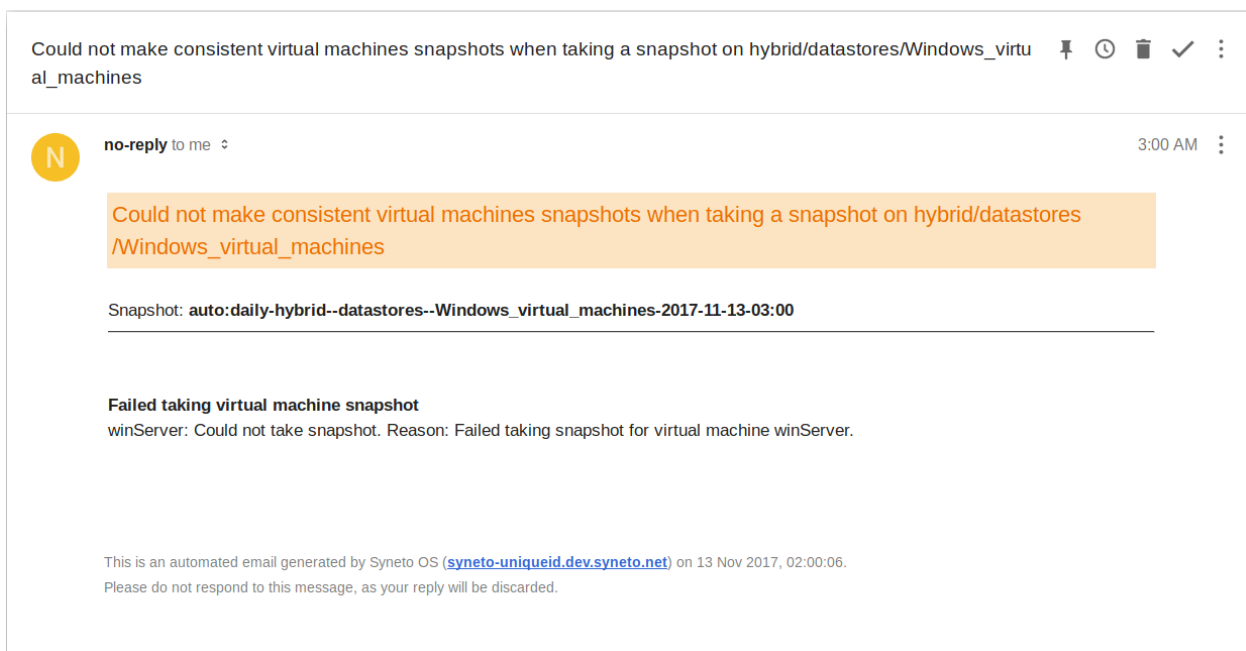 Could not make consistent virtual machines snapshots when taking a snapshot on hybrid/datastores/Windows_virtu
al_machines
N
no-reply to me
3:00 AM
Could not make consistent virtual machines snapshots when taking a snapshot on hybrid/datastores
/Windows_virtual_machines
Snapshot: auto:daily-hybrid--datastores--Windows_virtual_machines-2017-11-13-03:00
Failed taking virtual machine snapshot
winServer: Could not take snapshot. Reason: Failed taking snapshot for virtual machine winServer.
This is an automated email generated by Syneto OS (syneto-uniqueid.dev.syneto.net) on 13 Nov 2017, 02:00:06.
Please do not respond to this message, as your reply will be discarded.